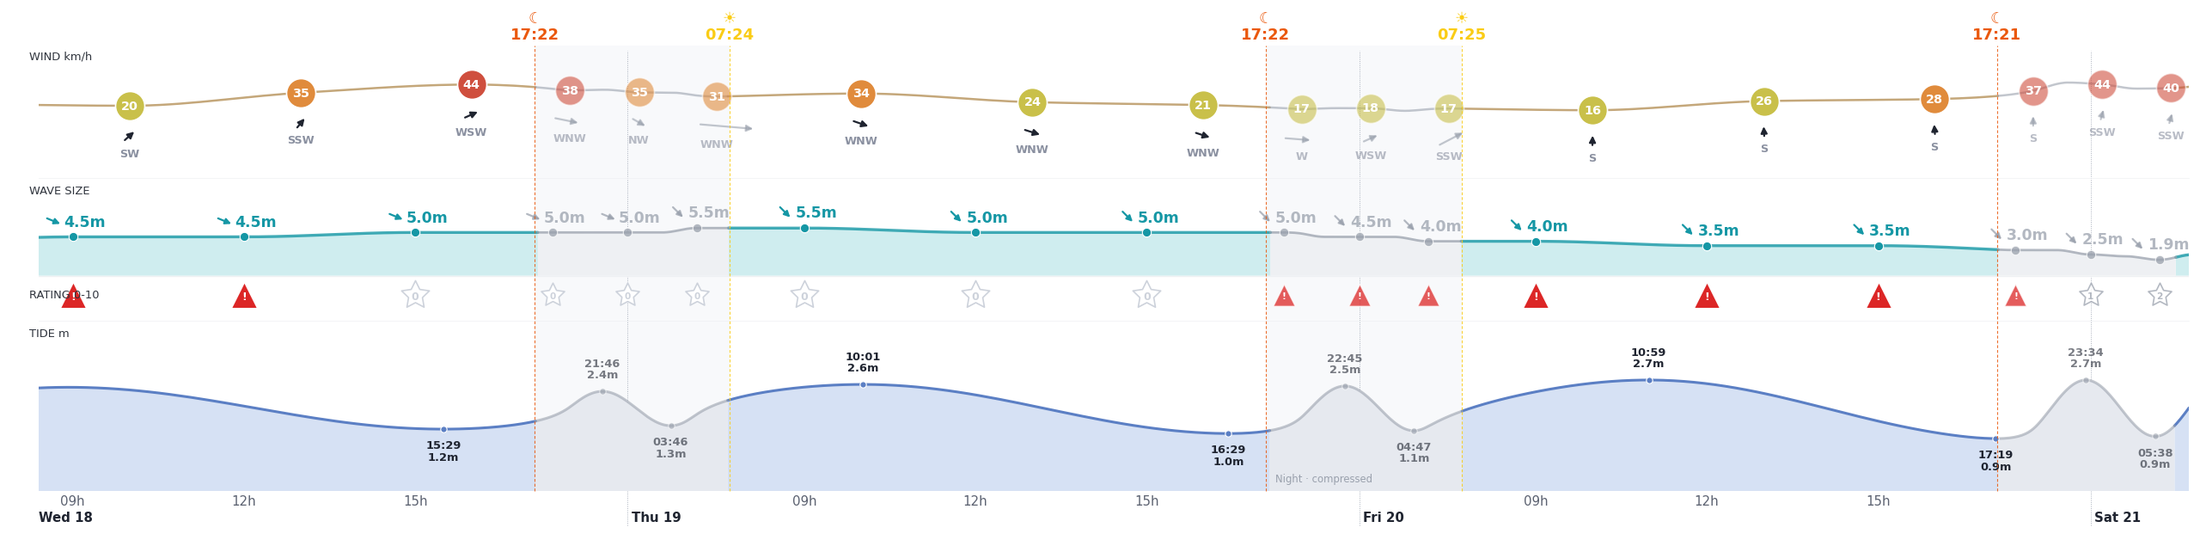 17:22 07:24 17:22 07:25 17:21
WIND km/h
20 35 44 38 35 31 34 24 21 17 18 17 16 26 28 37 44 40
SW SSW WSW WNW NW WNW WNW WNW WNW W WSW SSW S S S S SSW SSW
WAVE SIZE
4.5m 4.5m 5.0m 5.0m 5.0m 5.5m 5.5m 5.0m 5.0m 5.0m 4.5m 4.0m 4.0m 3.5m 3.5m 3.0m 2.5m 1.9m
RATING 0-10
! ! 0 0 0 0 0 0 0 ! ! ! ! ! ! ! 1 2
TIDE m
15:29
1.2m
21:46
2.4m
03:46
1.3m
10:01
2.6m
16:29
1.0m
22:45
2.5m
04:47
1.1m
10:59
2.7m
17:19
0.9m
23:34
2.7m
05:38
0.9m
Night · compressed
09h 12h 15h 09h 12h 15h 09h 12h 15h
Wed 18 Thu 19 Fri 20 Sat 21